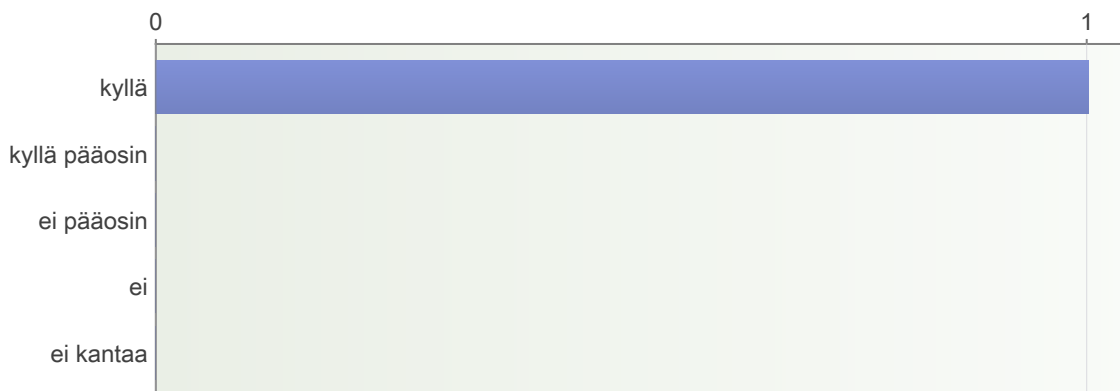 0 1
kyllä
kyllä pääosin
ei pääosin
ei
ei kantaa